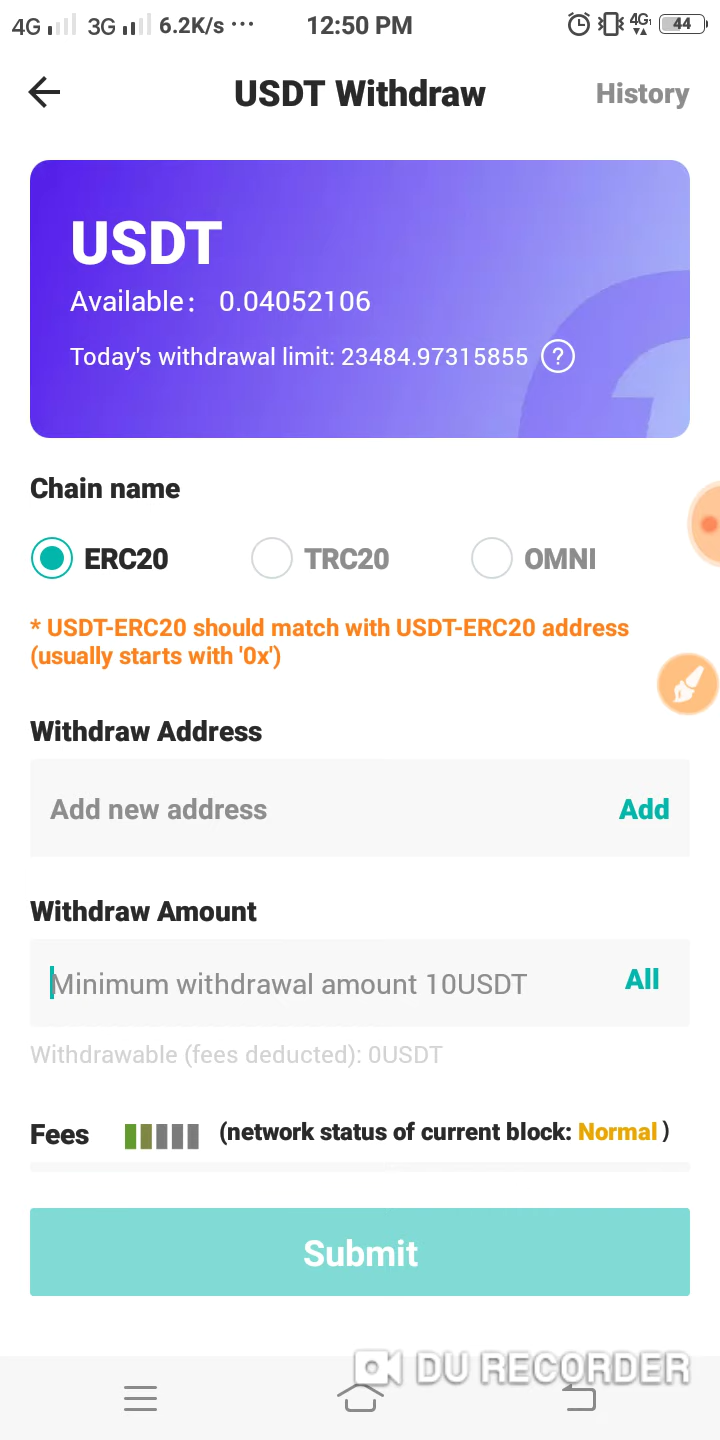 4G 3G 6.2K/s ··· 12:50 PM 4G 44
USDT Withdraw
History
USDT
Available： 0.04052106
Today's withdrawal limit: 23484.97315855 ?
Chain name
ERC20 TRC20 OMNI
* USDT-ERC20 should match with USDT-ERC20 address
(usually starts with '0x')
Withdraw Address
Add new address Add
Withdraw Amount
Minimum withdrawal amount 10USDT All
Withdrawable (fees deducted): 0USDT
Fees (network status of current block: Normal)
Submit
DU RECORDER